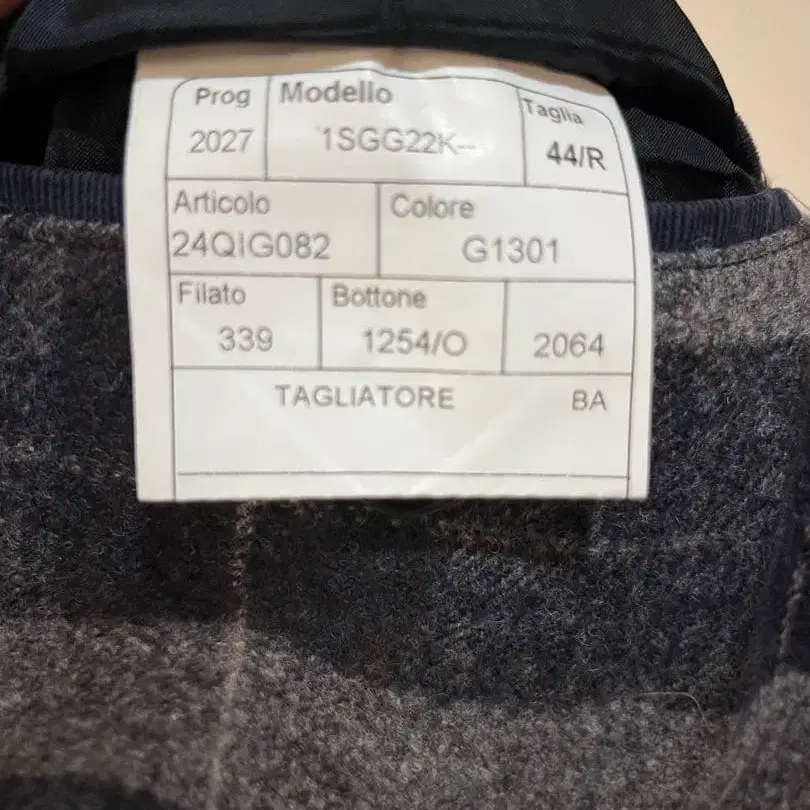 Prog Modello Taglia
2027 1SGG22K-- 44/R
Articolo Colore
24QIG082 G1301
Filato Bottone
339 1254/O 2064
TAGLIATORE BA